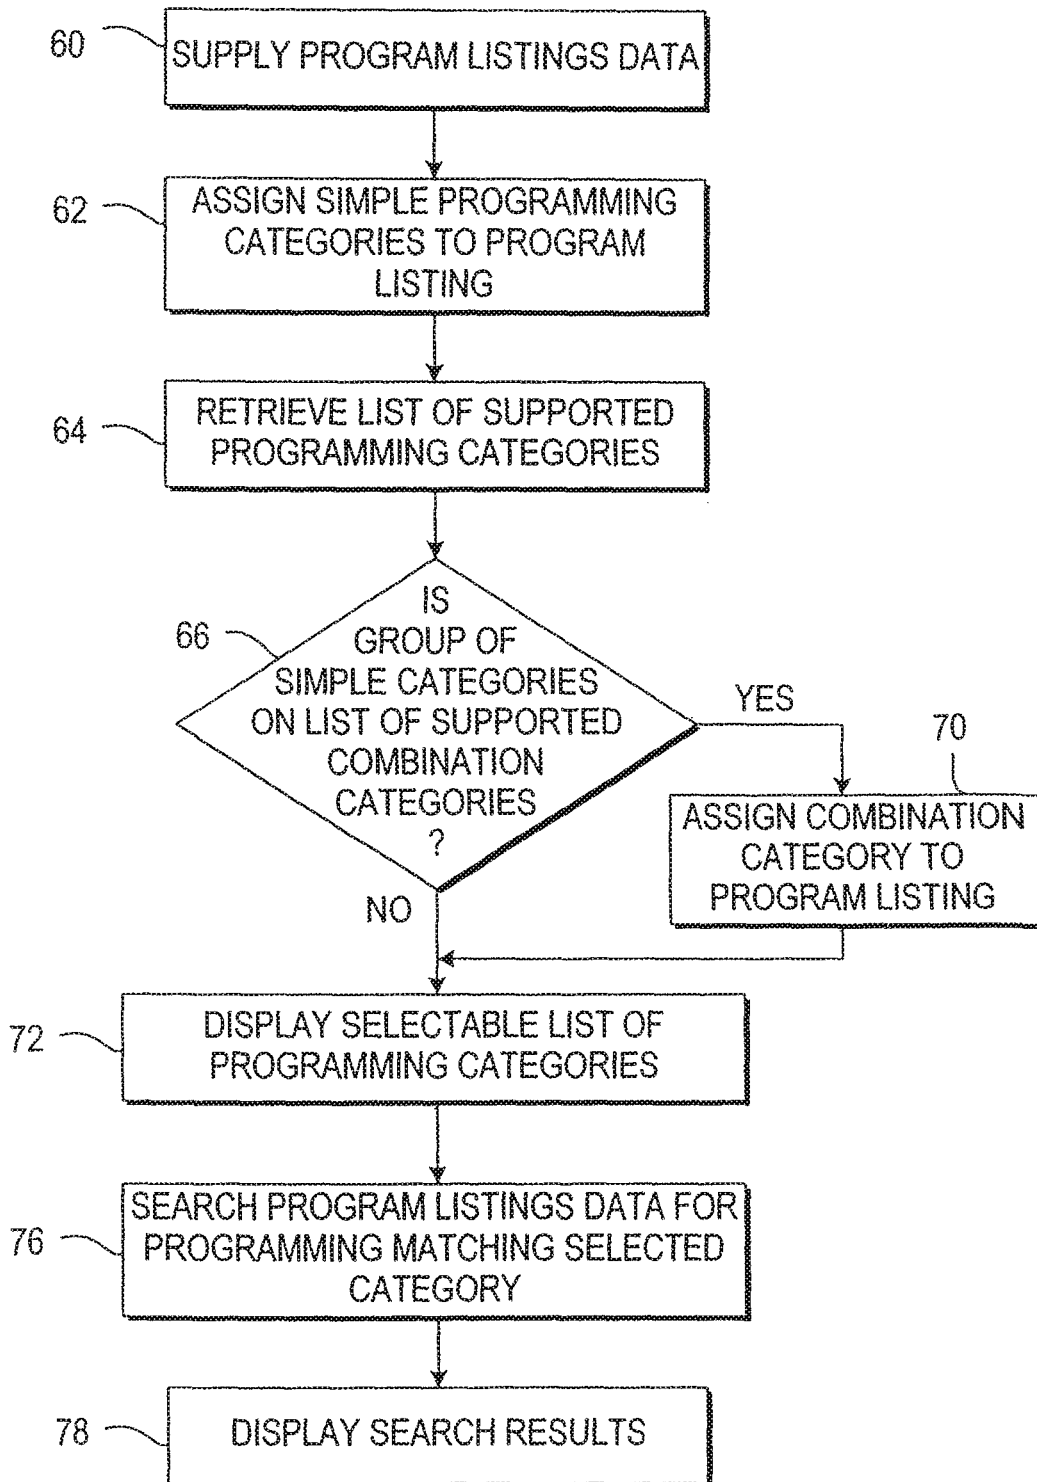 60
SUPPLY PROGRAM LISTINGS DATA
62
ASSIGN SIMPLE PROGRAMMING
CATEGORIES TO PROGRAM
LISTING
64
RETRIEVE LIST OF SUPPORTED
PROGRAMMING CATEGORIES
66
IS
GROUP OF
SIMPLE CATEGORIES
ON LIST OF SUPPORTED
COMBINATION
CATEGORIES
?
YES
70
ASSIGN COMBINATION
CATEGORY TO
PROGRAM LISTING
NO
72
DISPLAY SELECTABLE LIST OF
PROGRAMMING CATEGORIES
76
SEARCH PROGRAM LISTINGS DATA FOR
PROGRAMMING MATCHING SELECTED
CATEGORY
78
DISPLAY SEARCH RESULTS